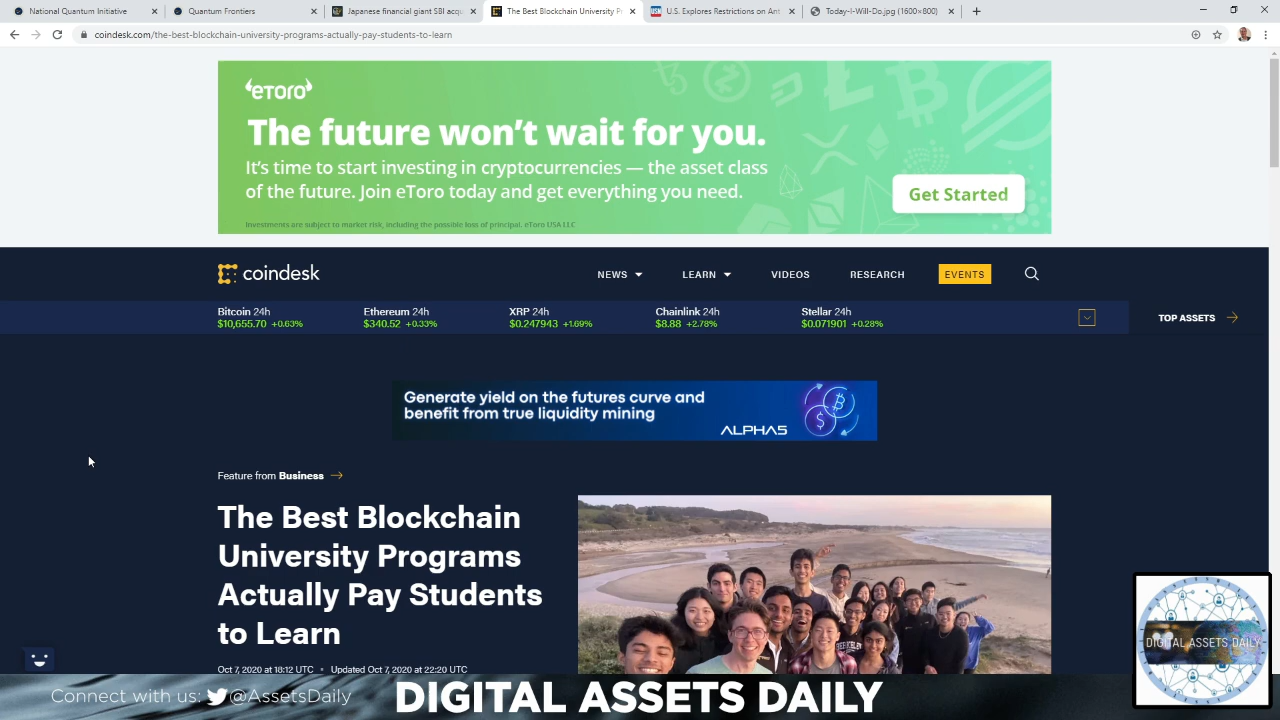 National Quantum Initiative
Quantum Frontiers
Japanese financial giant SBI acqu
The Best Blockchain University Pr
U.S. Explores Restrictions on Ant
Today-I-Will-Do.jpg (1600×800)
coindesk.com/the-best-blockchain-university-programs-actually-pay-students-to-learn
eToro
The future won't wait for you.
It's time to start investing in cryptocurrencies — the asset class
of the future. Join eToro today and get everything you need.
Get Started
Investments are subject to market risk, including the possible loss of principal. eToro USA LLC
coindesk
NEWS
LEARN
VIDEOS
RESEARCH
EVENTS
Bitcoin 24h
$10,655.70 +0.63%
Ethereum 24h
$340.52 +0.33%
XRP 24h
$0.247943 +1.69%
Chainlink 24h
$8.88 +2.78%
Stellar 24h
$0.071901 +0.28%
TOP ASSETS
Generate yield on the futures curve and
benefit from true liquidity mining
ALPHA5
Feature from Business
The Best Blockchain
University Programs
Actually Pay Students
to Learn
Oct 7, 2020 at 18:12 UTC • Updated Oct 7, 2020 at 22:20 UTC
BERKELEY
DIGITAL ASSETS DAILY
Connect with us: @AssetsDaily
DIGITAL ASSETS DAILY